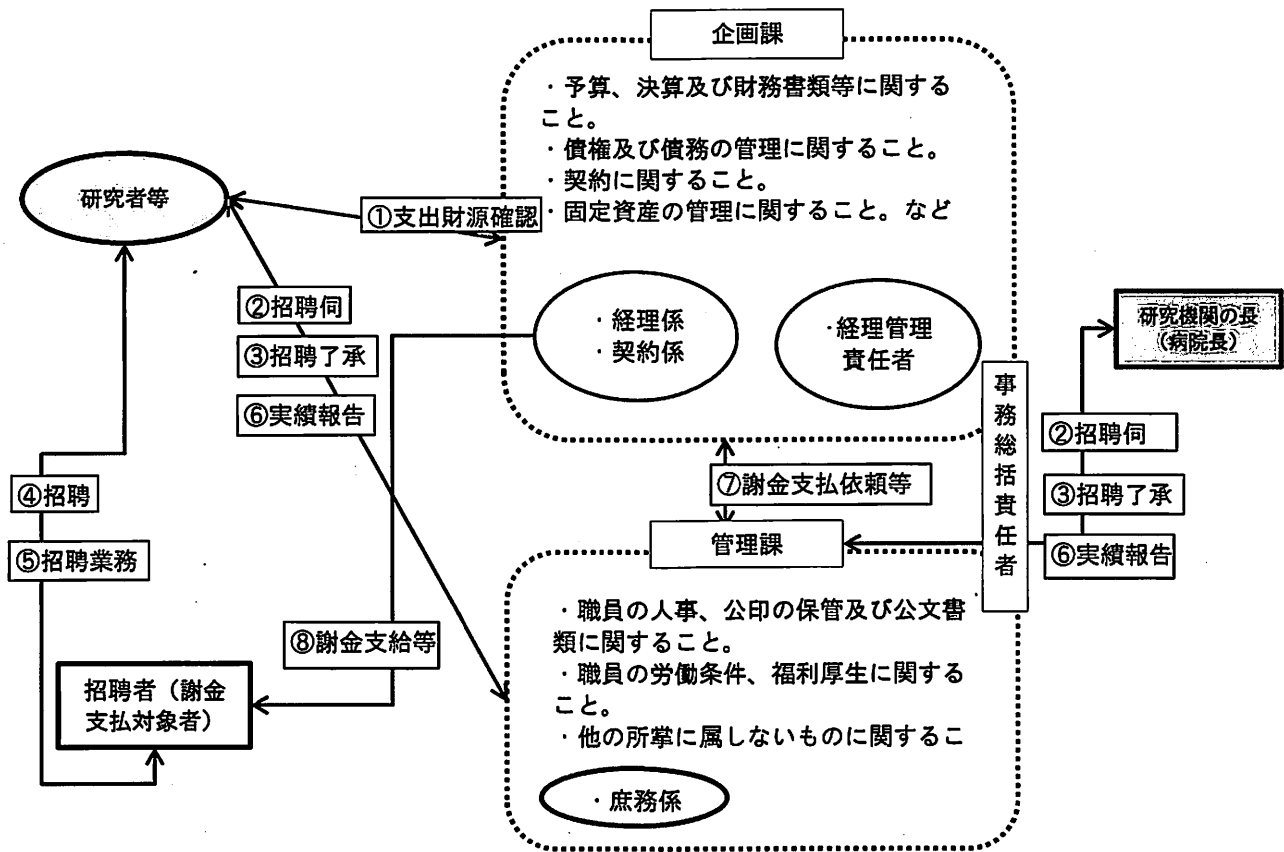 企画課
・予算、決算及び財務書類等に関する
こと。
・債権及び債務の管理に関すること。
・契約に関すること。
・固定資産の管理に関すること。など
研究者等
①支出財源確認
②招聘伺
③招聘了承
⑥実績報告
・経理係
・契約係
・経理管理
責任者
研究機関の長
（病院長）
事務総括責任者
②招聘伺
③招聘了承
⑥実績報告
④招聘
⑤招聘業務
⑦謝金支払依頼等
管理課
・職員の人事、公印の保管及び公文書
類に関すること。
・職員の労働条件、福利厚生に関する
こと。
・他の所掌に属しないものに関するこ
⑧謝金支給等
招聘者（謝金
支払対象者）
・庶務係